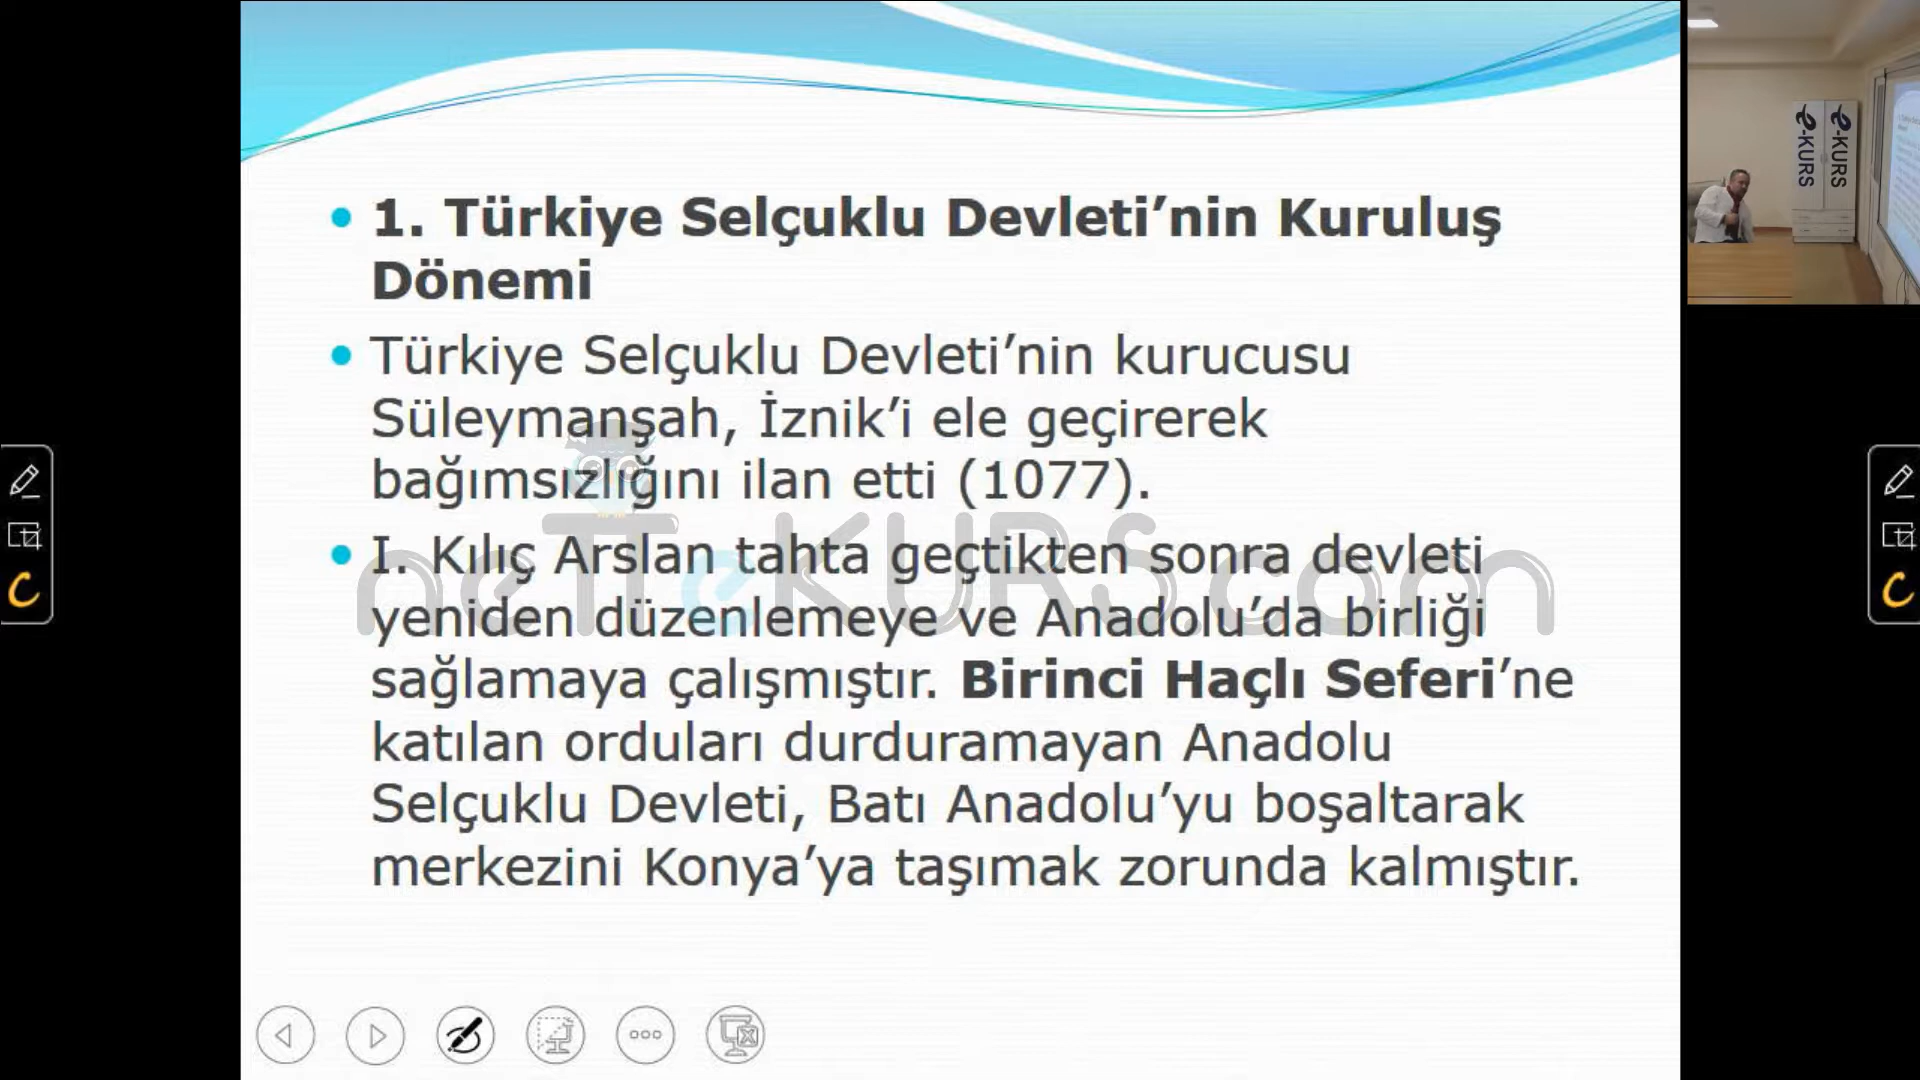 1. Türkiye Selçuklu Devleti’nin Kuruluş
Dönemi
Türkiye Selçuklu Devleti’nin kurucusu
Süleymanşah, İznik’i ele geçirerek
bağımsızlığını ilan etti (1077).
I. Kılıç Arslan tahta geçtikten sonra devleti
yeniden düzenlemeye ve Anadolu’da birliği
sağlamaya çalışmıştır. Birinci Haçlı Seferi’ne
katılan orduları durduramayan Anadolu
Selçuklu Devleti, Batı Anadolu’yu boşaltarak
merkezini Konya’ya taşımak zorunda kalmıştır.
neTTeKURS.com
e-KURS
e-KURS